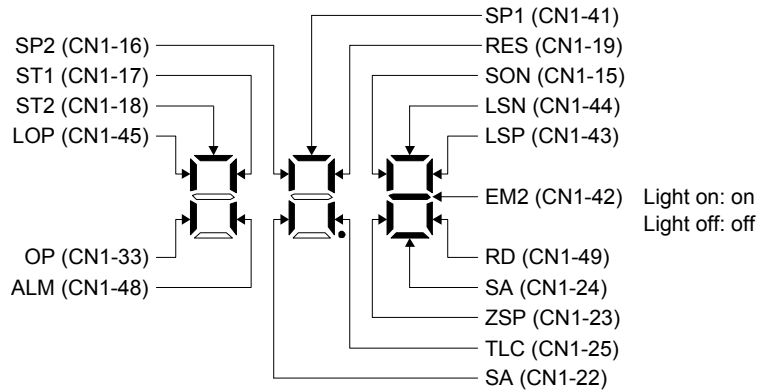 SP1 (CN1-41)
SP2 (CN1-16)
RES (CN1-19)
ST1 (CN1-17)
SON (CN1-15)
ST2 (CN1-18)
LSN (CN1-44)
LOP (CN1-45)
LSP (CN1-43)
EM2 (CN1-42) Light on: on
Light off: off
OP (CN1-33)
RD (CN1-49)
ALM (CN1-48)
SA (CN1-24)
ZSP (CN1-23)
TLC (CN1-25)
SA (CN1-22)